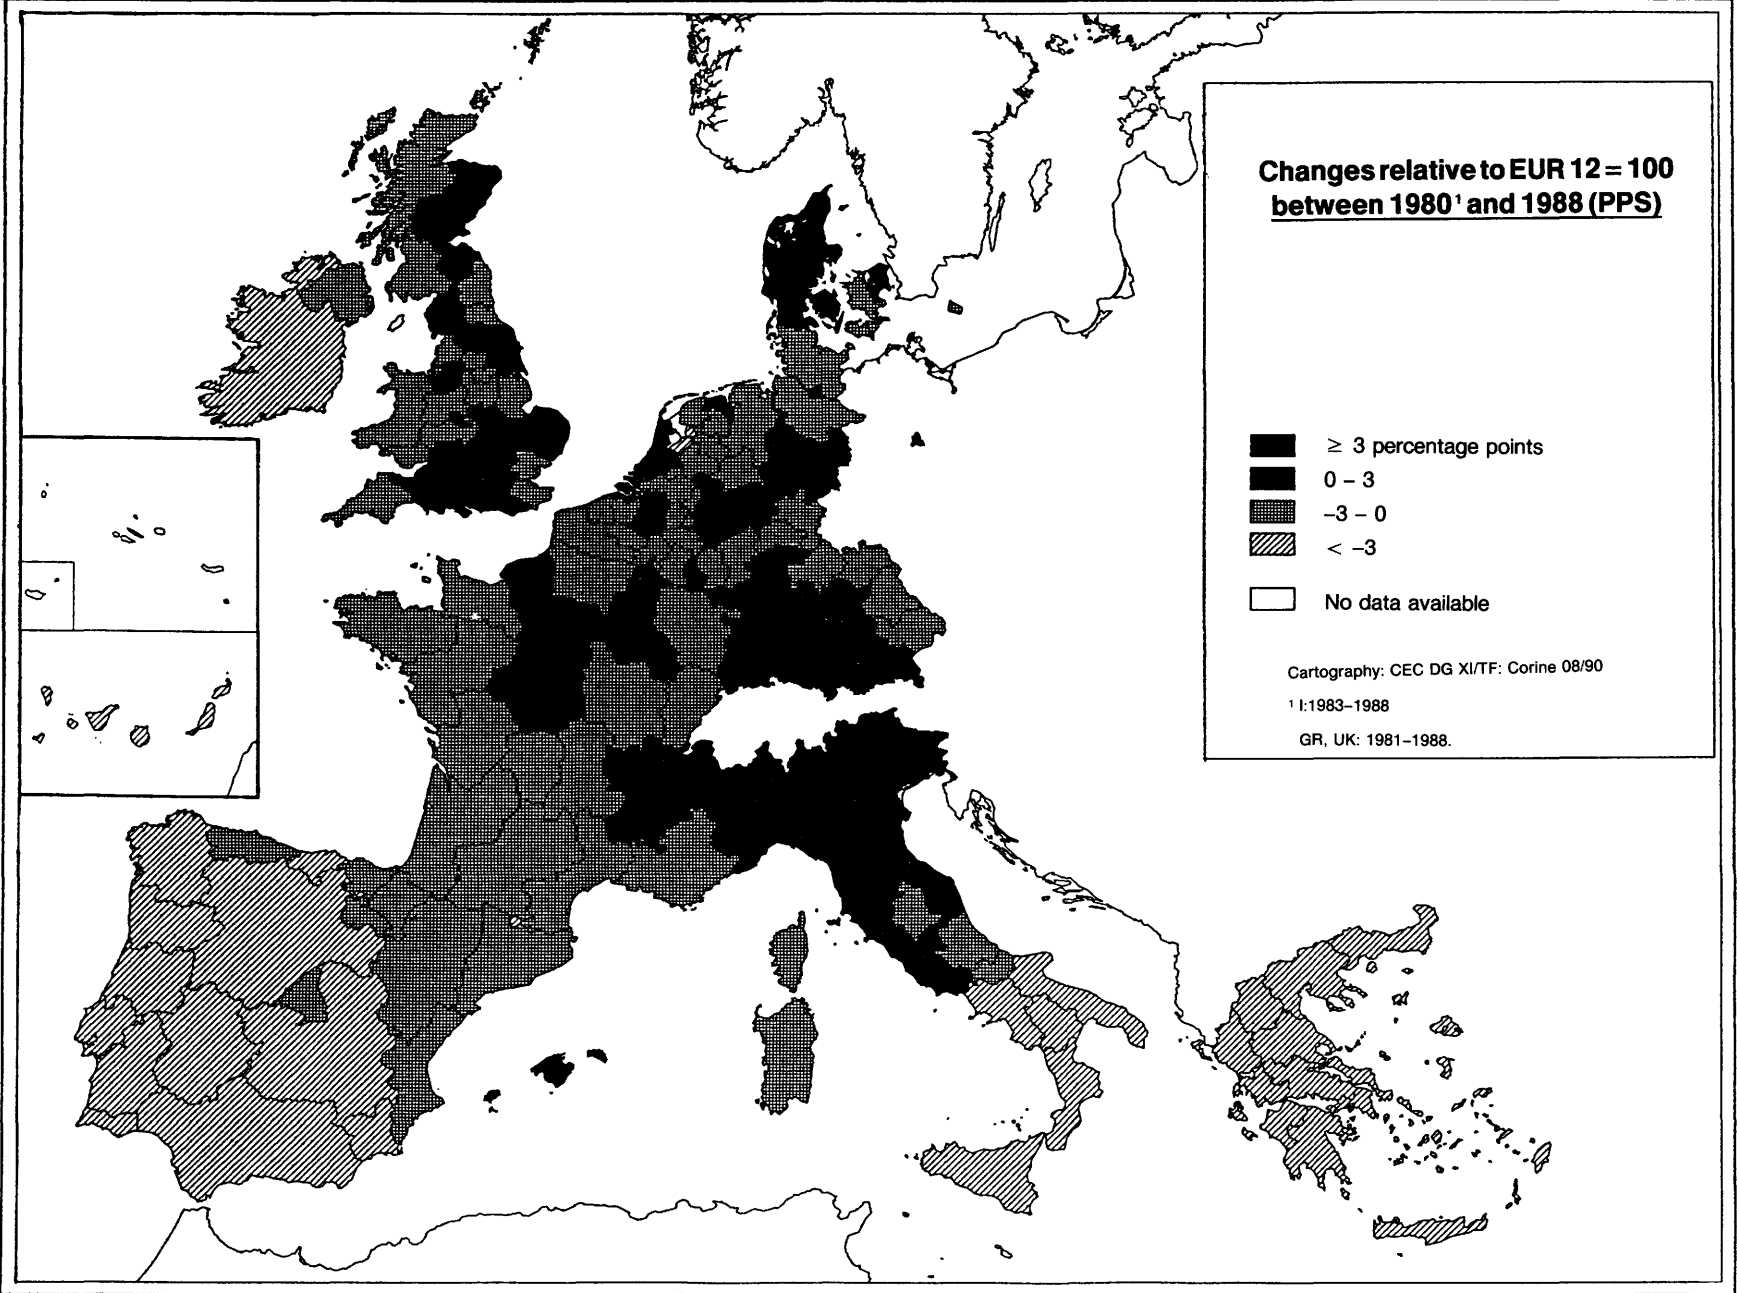 Changes relative to EUR 12 = 100
between 1980¹ and 1988 (PPS)
≥ 3 percentage points
0 – 3
–3 – 0
< –3
No data available
Cartography: CEC DG XI/TF: Corine 08/90
¹ I:1983–1988
GR, UK: 1981–1988.